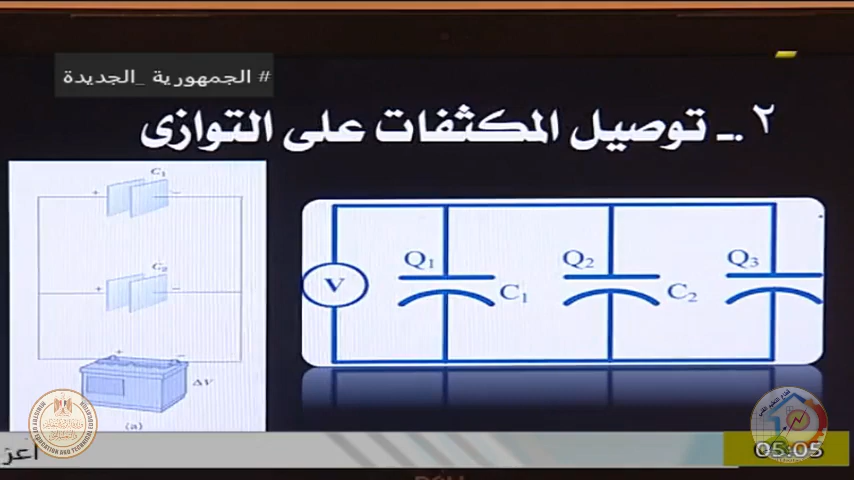 # الجمهورية _الجديدة
٢ ـ. توصيل المكثفات على التوازى
C₁
+ −
C₂
+ −
+ −
ΔV
(a)
Q₁ Q₂ Q₃
V C₁ C₂
05:05